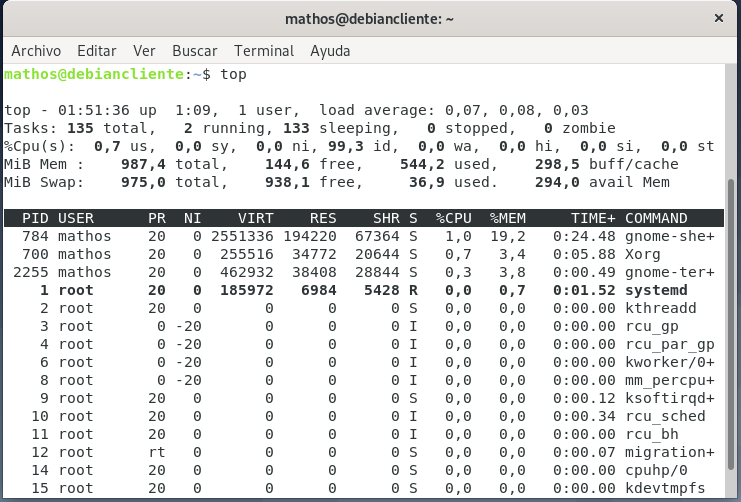 mathos@debiancliente: ~
Archivo Editar Ver Buscar Terminal Ayuda
mathos@debiancliente:~$ top
top - 01:51:36 up  1:09,  1 user,  load average: 0,07, 0,08, 0,03
Tasks: 135 total,   2 running, 133 sleeping,   0 stopped,   0 zombie
%Cpu(s):  0,7 us,  0,0 sy,  0,0 ni, 99,3 id,  0,0 wa,  0,0 hi,  0,0 si,  0,0 st
MiB Mem :    987,4 total,    144,6 free,    544,2 used,    298,5 buff/cache
MiB Swap:    975,0 total,    938,1 free,     36,9 used.    294,0 avail Mem
  PID USER      PR  NI    VIRT    RES    SHR S  %CPU  %MEM     TIME+ COMMAND
  784 mathos    20   0 2551336 194220  67364 S   1,0  19,2   0:24.48 gnome-she+
  700 mathos    20   0  255516  34772  20644 S   0,7   3,4   0:05.88 Xorg
 2255 mathos    20   0  462932  38408  28844 S   0,3   3,8   0:00.49 gnome-ter+
    1 root      20   0  185972   6984   5428 R   0,0   0,7   0:01.52 systemd
    2 root      20   0       0      0      0 S   0,0   0,0   0:00.00 kthreadd
    3 root       0 -20       0      0      0 I   0,0   0,0   0:00.00 rcu_gp
    4 root       0 -20       0      0      0 I   0,0   0,0   0:00.00 rcu_par_gp
    6 root       0 -20       0      0      0 I   0,0   0,0   0:00.00 kworker/0+
    8 root       0 -20       0      0      0 I   0,0   0,0   0:00.00 mm_percpu+
    9 root      20   0       0      0      0 S   0,0   0,0   0:00.12 ksoftirqd+
   10 root      20   0       0      0      0 I   0,0   0,0   0:00.34 rcu_sched
   11 root      20   0       0      0      0 I   0,0   0,0   0:00.00 rcu_bh
   12 root      rt   0       0      0      0 S   0,0   0,0   0:00.07 migration+
   14 root      20   0       0      0      0 S   0,0   0,0   0:00.00 cpuhp/0
   15 root      20   0       0      0      0 S   0,0   0,0   0:00.00 kdevtmpfs